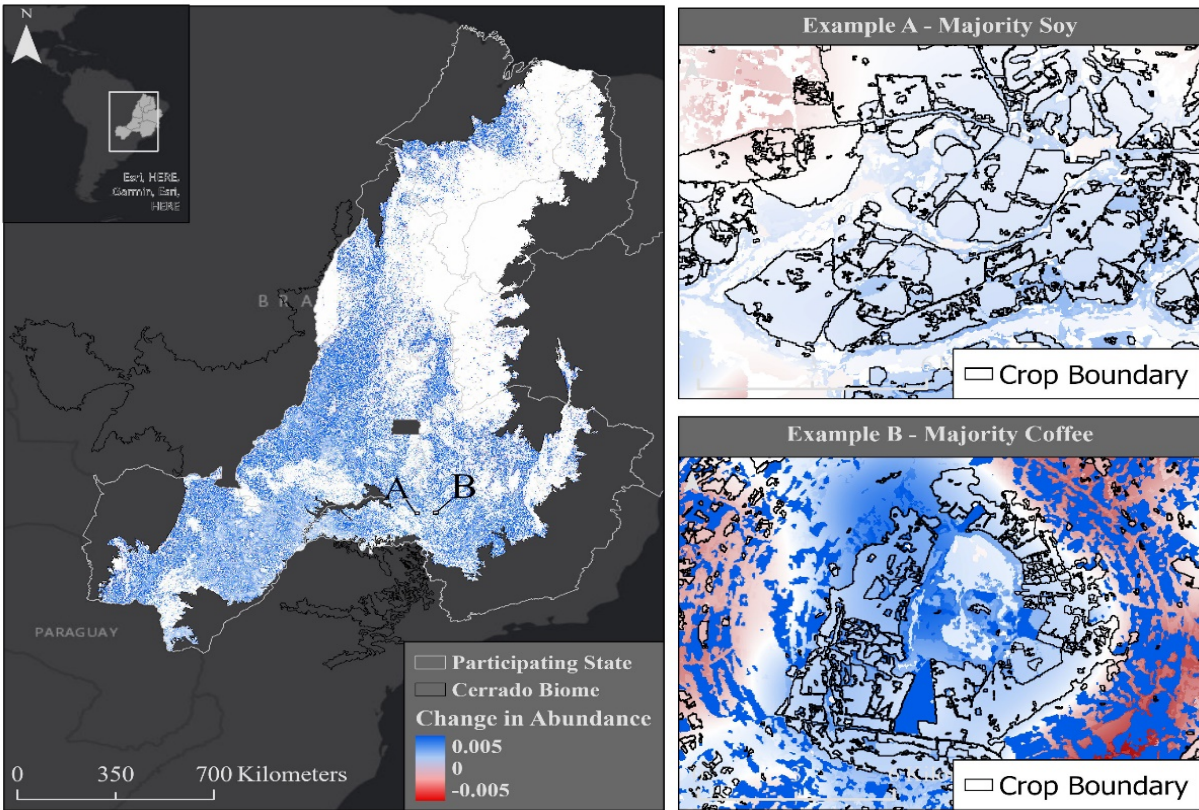 N
Esri, HERE,
Garmin, Esri,
HERE
B R A
PARAGUAY
A
B
Participating State
Cerrado Biome
Change in Abundance
0.005
0
-0.005
0 350 700 Kilometers
Example A - Majority Soy
Crop Boundary
Example B - Majority Coffee
Crop Boundary